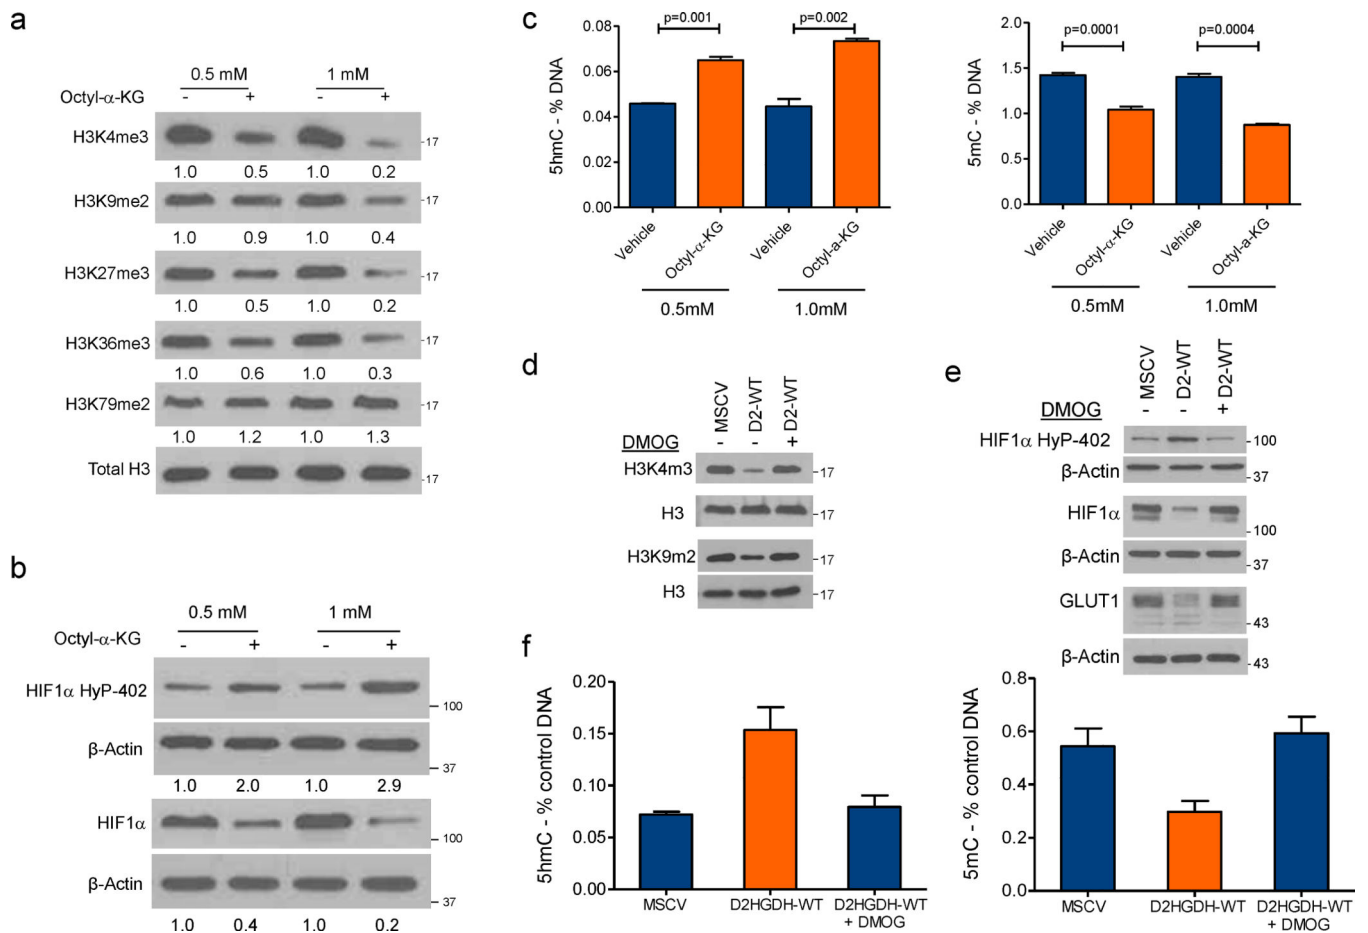 a
0.5 mM 1 mM
Octyl-α-KG - + - +
H3K4me3 -17
1.0 0.5 1.0 0.2
H3K9me2 -17
1.0 0.9 1.0 0.4
H3K27me3 -17
1.0 0.5 1.0 0.2
H3K36me3 -17
1.0 0.6 1.0 0.3
H3K79me2 -17
1.0 1.2 1.0 1.3
Total H3 -17
b
0.5 mM 1 mM
Octyl-α-KG - + - +
HIF1α HyP-402 - 100
β-Actin - 37
1.0 2.0 1.0 2.9
HIF1α - 100
β-Actin - 37
1.0 0.4 1.0 0.2
c
5hmC - % DNA
0.08
0.06
0.04
0.02
0.00
p=0.001 p=0.002
Vehicle Octyl-α-KG Vehicle Octyl-a-KG
0.5mM 1.0mM
5mC - % DNA
2.0
1.5
1.0
0.5
0.0
p=0.0001 p=0.0004
Vehicle Octyl-α-KG Vehicle Octyl-a-KG
0.5mM 1.0mM
d
MSCV D2-WT D2-WT
DMOG - - +
H3K4m3 - 17
H3 - 17
H3K9m2 - 17
H3 - 17
e
MSCV D2-WT D2-WT
DMOG - - +
HIF1α HyP-402 - 100
β-Actin - 37
HIF1α - 100
β-Actin - 37
GLUT1 - 43
β-Actin - 43
f
5hmC - % control DNA
0.20
0.15
0.10
0.05
0.00
MSCV D2HGDH-WT D2HGDH-WT
+ DMOG
5mC - % control DNA
0.8
0.6
0.4
0.2
0.0
MSCV D2HGDH-WT D2HGDH-WT
+ DMOG